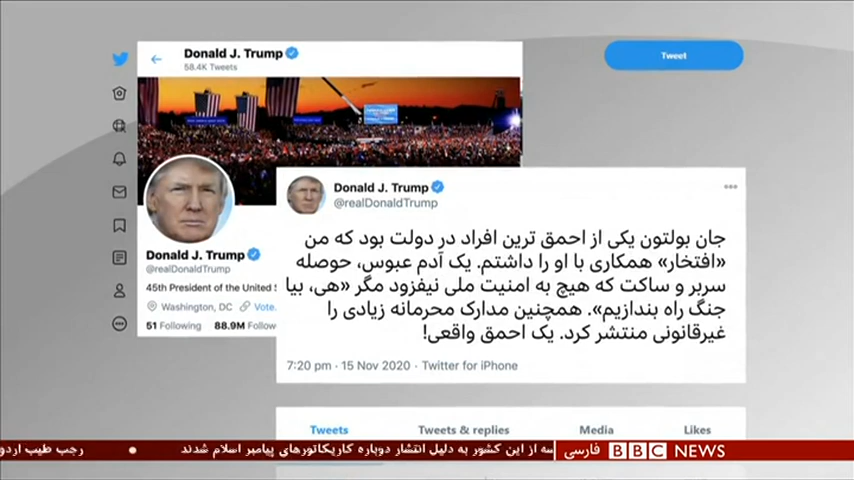 Donald J. Trump
58.4K Tweets
Tweet
Donald J. Trump
@realDonaldTrump
45th President of the United S
Washington, DC Vote.
51 Following 88.9M Follow
Donald J. Trump
@realDonaldTrump
جان بولتون یکی از احمق ترین افراد در دولت بود که من
«افتخار» همکاری با او را داشتم. یک آدم عبوس، حوصله
سربر و ساکت که هیچ به امنیت ملی نیفزود مگر «هی، بیا
جنگ راه بندازیم». همچنین مدارک محرمانه زیادی را
غیرقانونی منتشر کرد. یک احمق واقعی!
7:20 pm · 15 Nov 2020 · Twitter for iPhone
Tweets Tweets & replies Media Likes
سه از این کشور به دلیل انتشار دوباره کاریکاتورهای پیامبر اسلام شدند • رجب طیب اردو
BBC NEWS فارسی